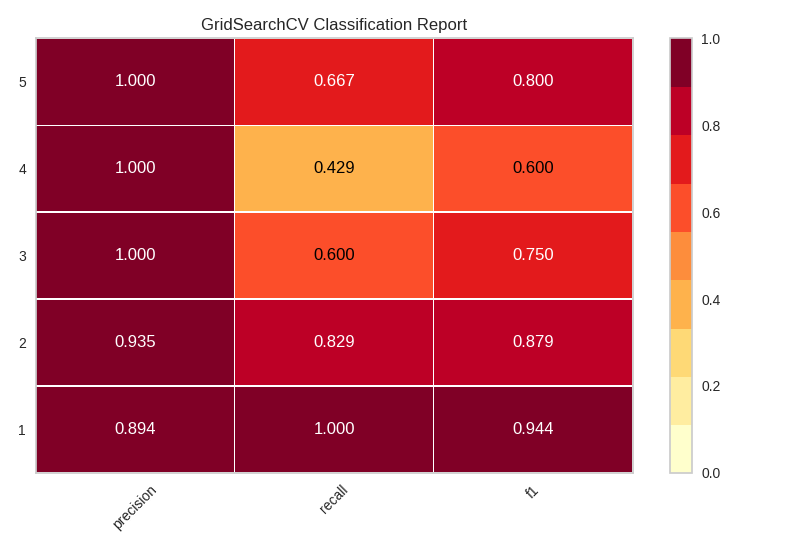 GridSearchCV Classification Report
5 1.000 0.667 0.800
4 1.000 0.429 0.600
3 1.000 0.600 0.750
2 0.935 0.829 0.879
1 0.894 1.000 0.944
precision recall f1
1.0
0.8
0.6
0.4
0.2
0.0